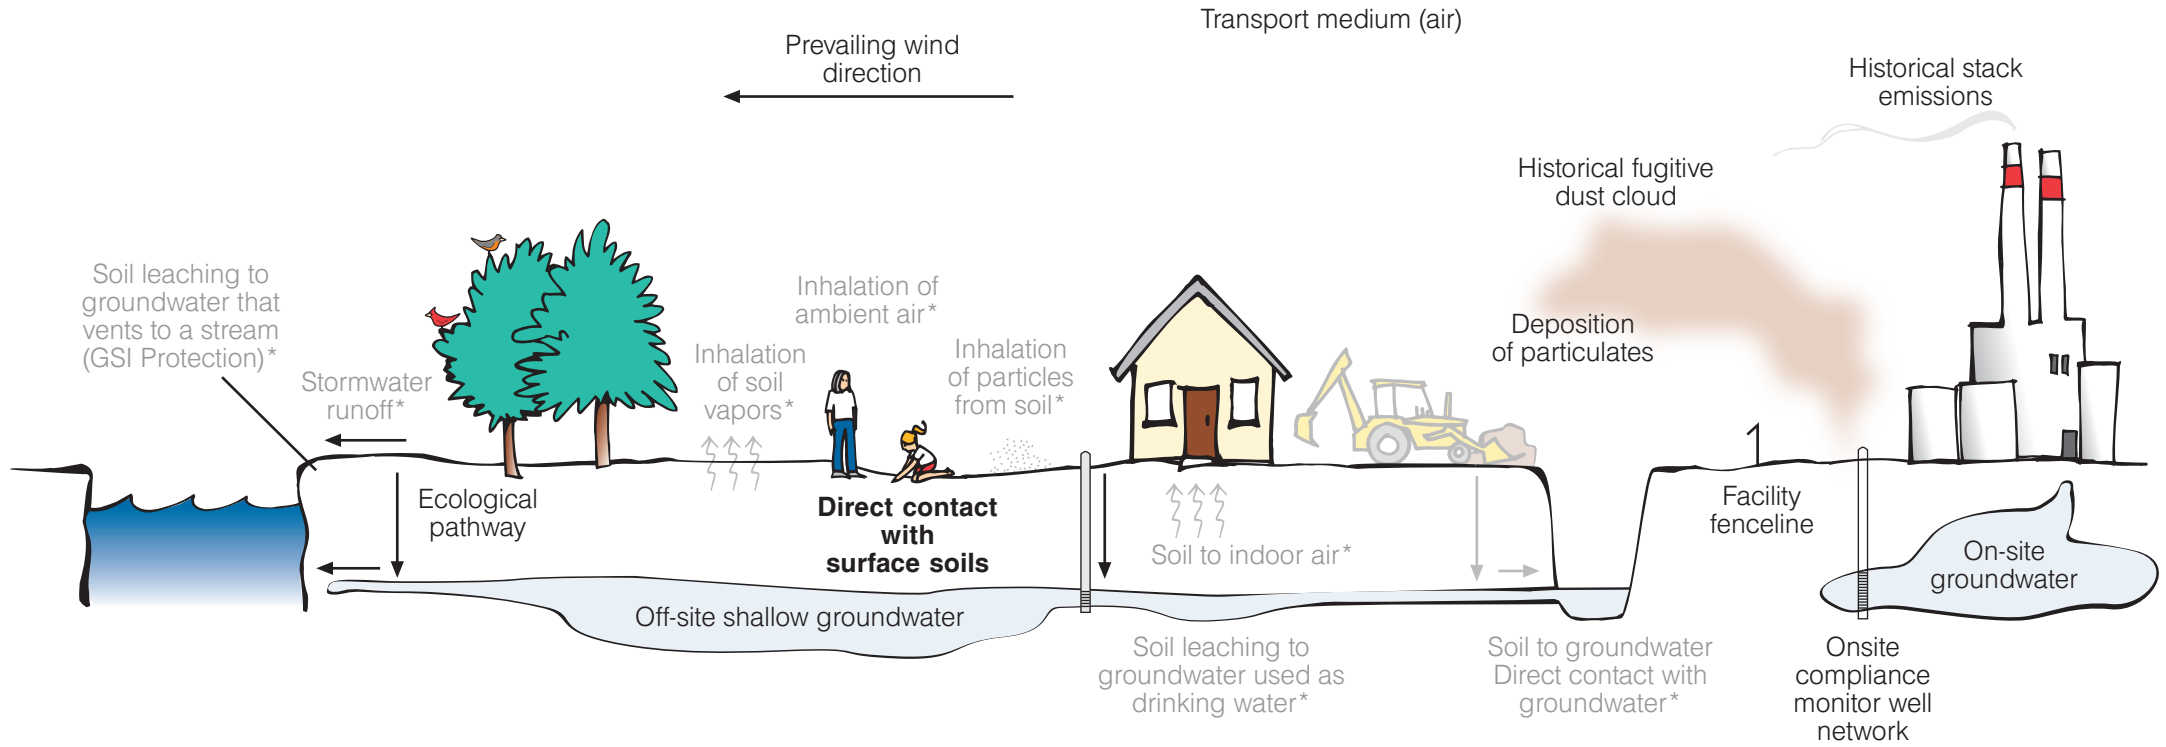 Transport medium (air)
Prevailing wind
direction
Historical stack
emissions
Historical fugitive
dust cloud
Soil leaching to
groundwater that
vents to a stream
(GSI Protection)*
Stormwater
runoff*
Inhalation of
ambient air*
Inhalation
of soil
vapors*
Inhalation
of particles
from soil*
Deposition
of particulates
Ecological
pathway
Direct contact
with
surface soils
Soil to indoor air*
Facility
fenceline
On-site
groundwater
Off-site shallow groundwater
Soil leaching to
groundwater used as
drinking water*
Soil to groundwater
Direct contact with
groundwater*
Onsite
compliance
monitor well
network